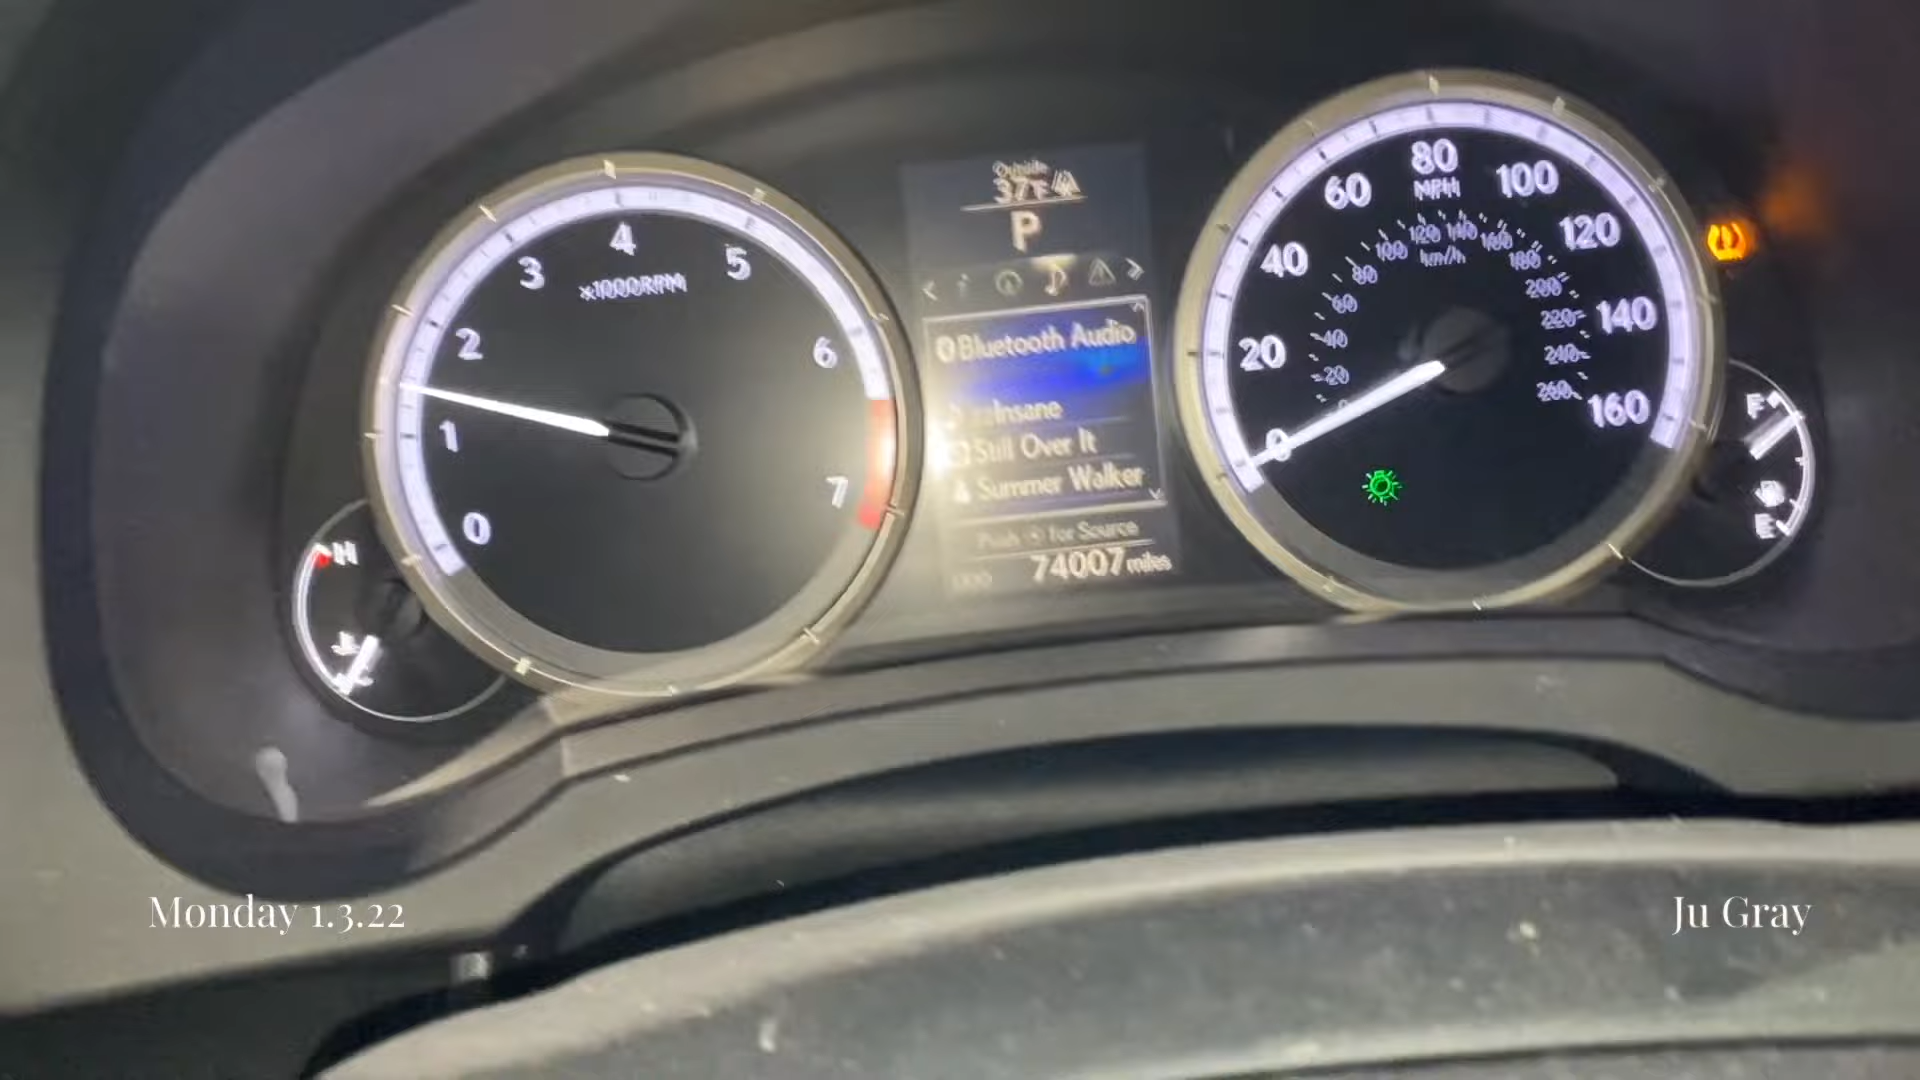 0
1
2
3
4
5
6
7
x1000RPM
H
Outside
37°F
P
Bluetooth Audio
Insane
Still Over It
Summer Walker
Push for Source
ODO 74007 miles
0
20
40
60
80
100
120
140
160
MPH
20
40
60
80
100
120
140
160
180
200
220
240
260
km/h
F
E
Monday 1.3.22
Ju Gray